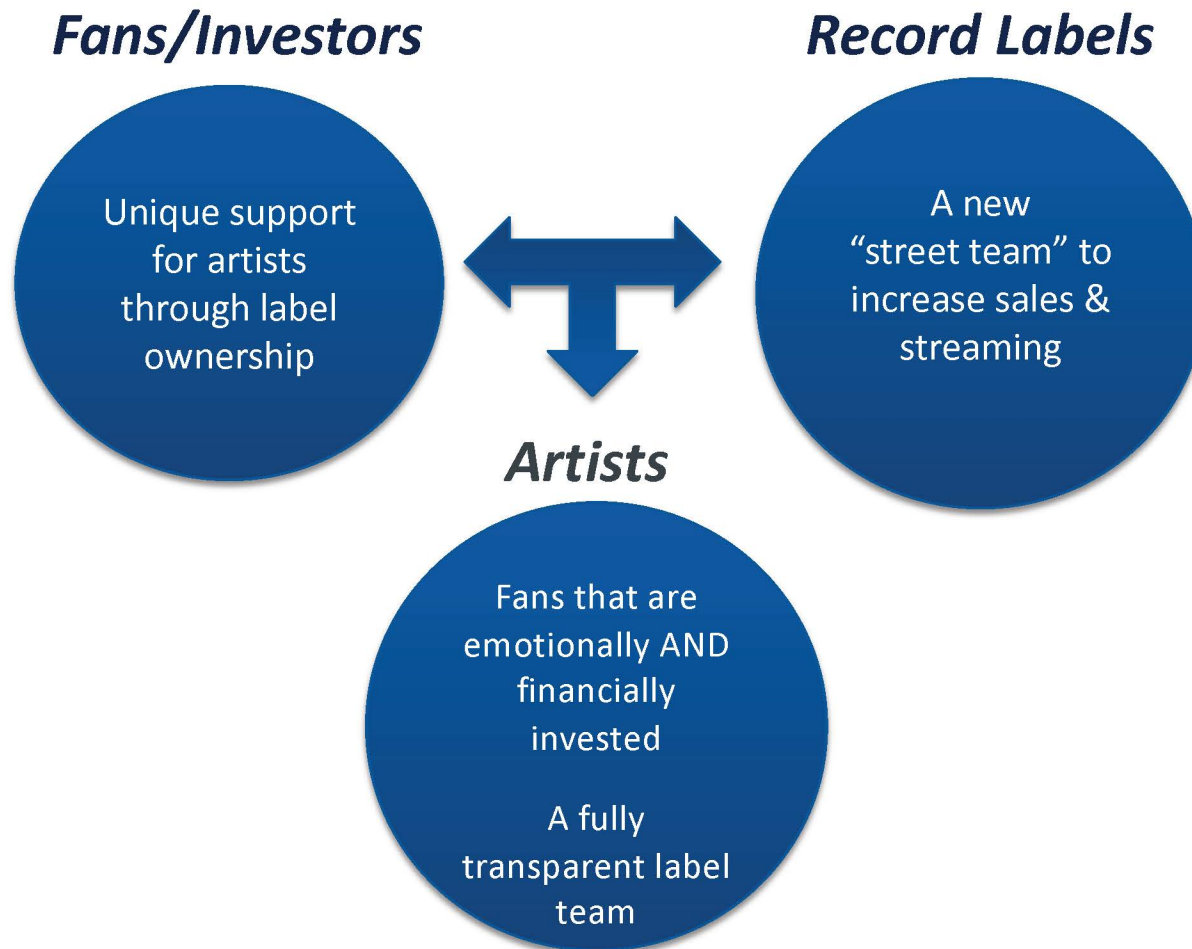 Fans/Investors
Record Labels
Unique support
for artists
through label
ownership
A new
“street team” to
increase sales &
streaming
Artists
Fans that are
emotionally AND
financially
invested
A fully
transparent label
team